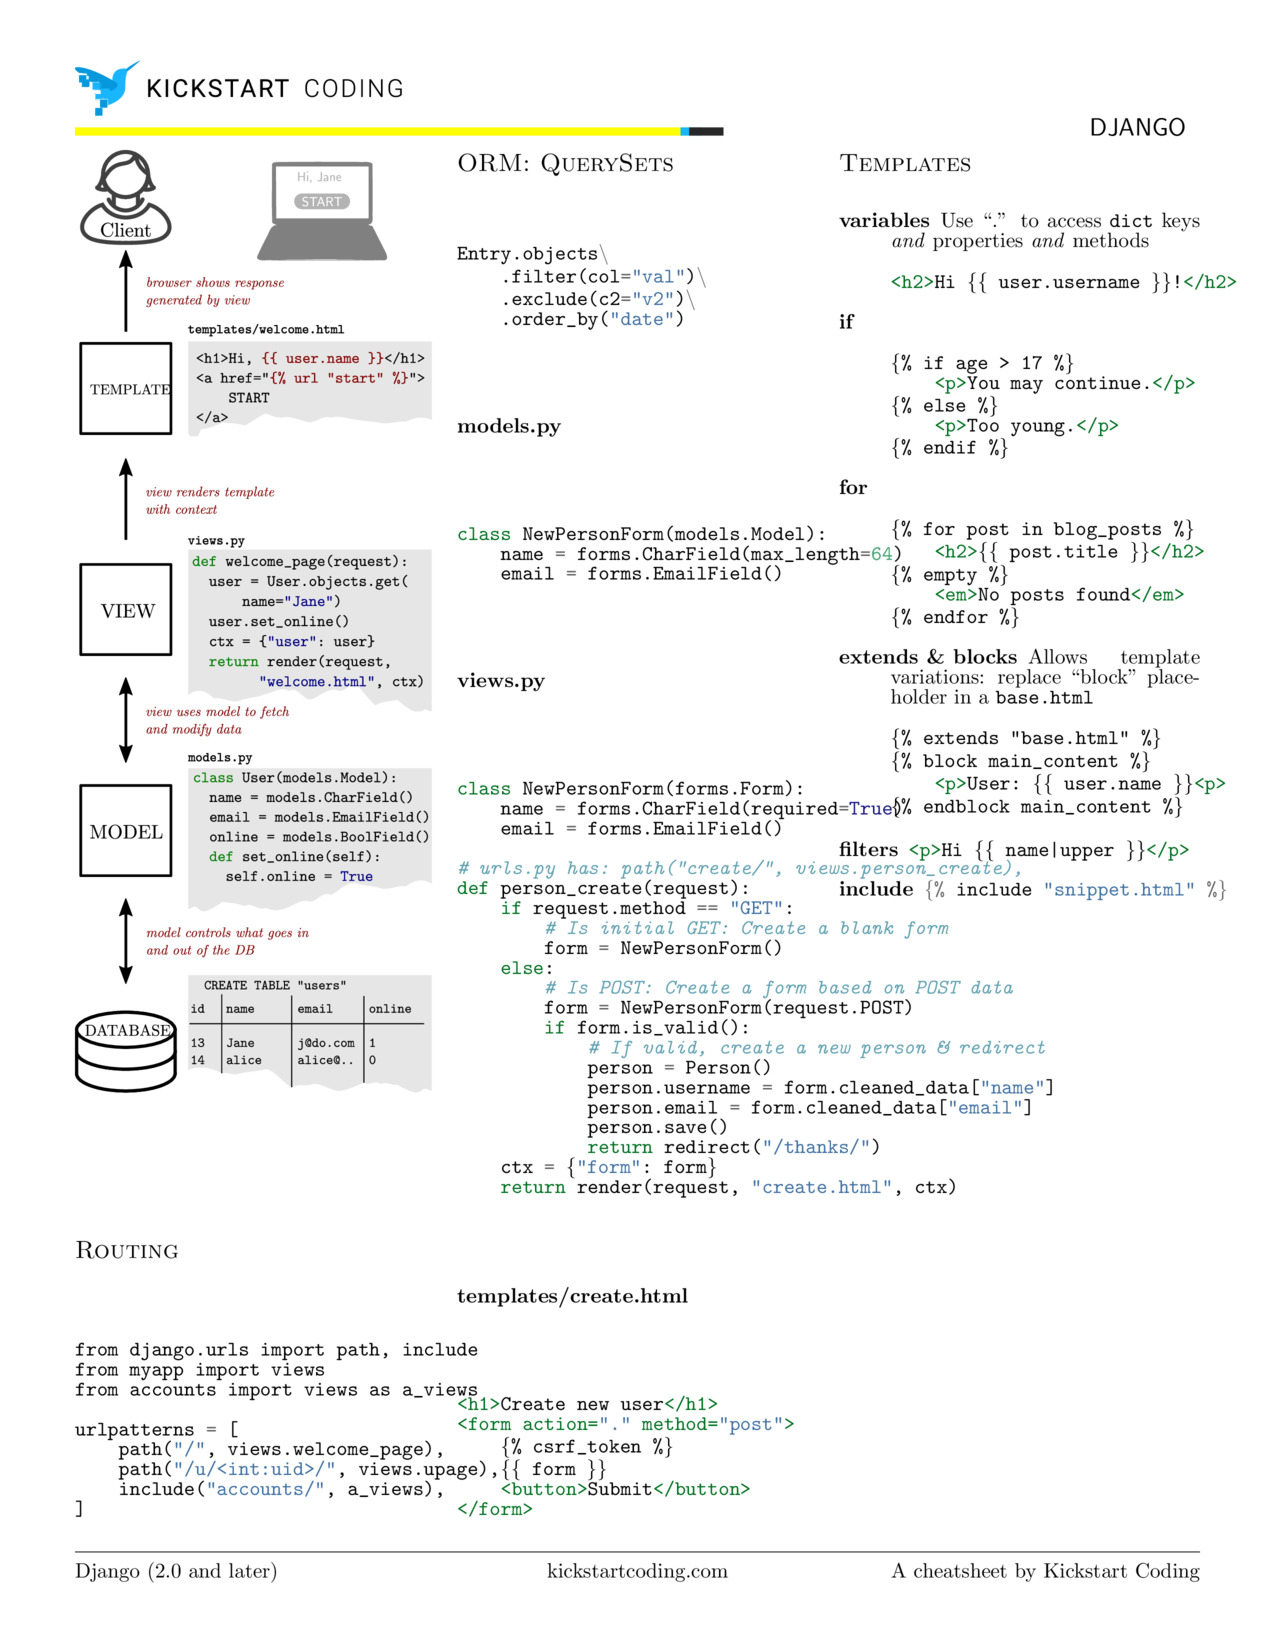 KICKSTART CODING
DJANGO
Client
Hi, Jane
START
browser shows response
generated by view
templates/welcome.html
TEMPLATE
<h1>Hi, {{ user.name }}</h1>
<a href="{% url "start" %}">
START
</a>
view renders template
with context
views.py
VIEW
def welcome_page(request):
user = User.objects.get(
name="Jane")
user.set_online()
ctx = {"user": user}
return render(request,
"welcome.html", ctx)
view uses model to fetch
and modify data
models.py
MODEL
class User(models.Model):
name = models.CharField()
email = models.EmailField()
online = models.BoolField()
def set_online(self):
self.online = True
model controls what goes in
and out of the DB
DATABASE
CREATE TABLE "users"
id name email online
13 Jane j@do.com 1
14 alice alice@.. 0
ROUTING
from django.urls import path, include
from myapp import views
from accounts import views as a_views
urlpatterns = [
path("/", views.welcome_page),
path("/u/<int:uid>/", views.upage),
include("accounts/", a_views),
]
ORM: QUERYSETS
Entry.objects\
.filter(col="val")\
.exclude(c2="v2")\
.order_by("date")
models.py
class NewPersonForm(models.Model):
name = forms.CharField(max_length=64)
email = forms.EmailField()
views.py
class NewPersonForm(forms.Form):
name = forms.CharField(required=True)
email = forms.EmailField()
# urls.py has: path("create/", views.person_create),
def person_create(request):
if request.method == "GET":
# Is initial GET: Create a blank form
form = NewPersonForm()
else:
# Is POST: Create a form based on POST data
form = NewPersonForm(request.POST)
if form.is_valid():
# If valid, create a new person & redirect
person = Person()
person.username = form.cleaned_data["name"]
person.email = form.cleaned_data["email"]
person.save()
return redirect("/thanks/")
ctx = {"form": form}
return render(request, "create.html", ctx)
templates/create.html
<h1>Create new user</h1>
<form action="." method="post">
{% csrf_token %}
{{ form }}
<button>Submit</button>
</form>
TEMPLATES
variables Use “.” to access dict keys
and properties and methods
<h2>Hi {{ user.username }}!</h2>
if
{% if age > 17 %}
<p>You may continue.</p>
{% else %}
<p>Too young.</p>
{% endif %}
for
{% for post in blog_posts %}
<h2>{{ post.title }}</h2>
{% empty %}
<em>No posts found</em>
{% endfor %}
extends & blocks Allows template
variations: replace “block” place-
holder in a base.html
{% extends "base.html" %}
{% block main_content %}
<p>User: {{ user.name }}<p>
{% endblock main_content %}
filters <p>Hi {{ name|upper }}</p>
include {% include "snippet.html" %}
Django (2.0 and later)
kickstartcoding.com
A cheatsheet by Kickstart Coding